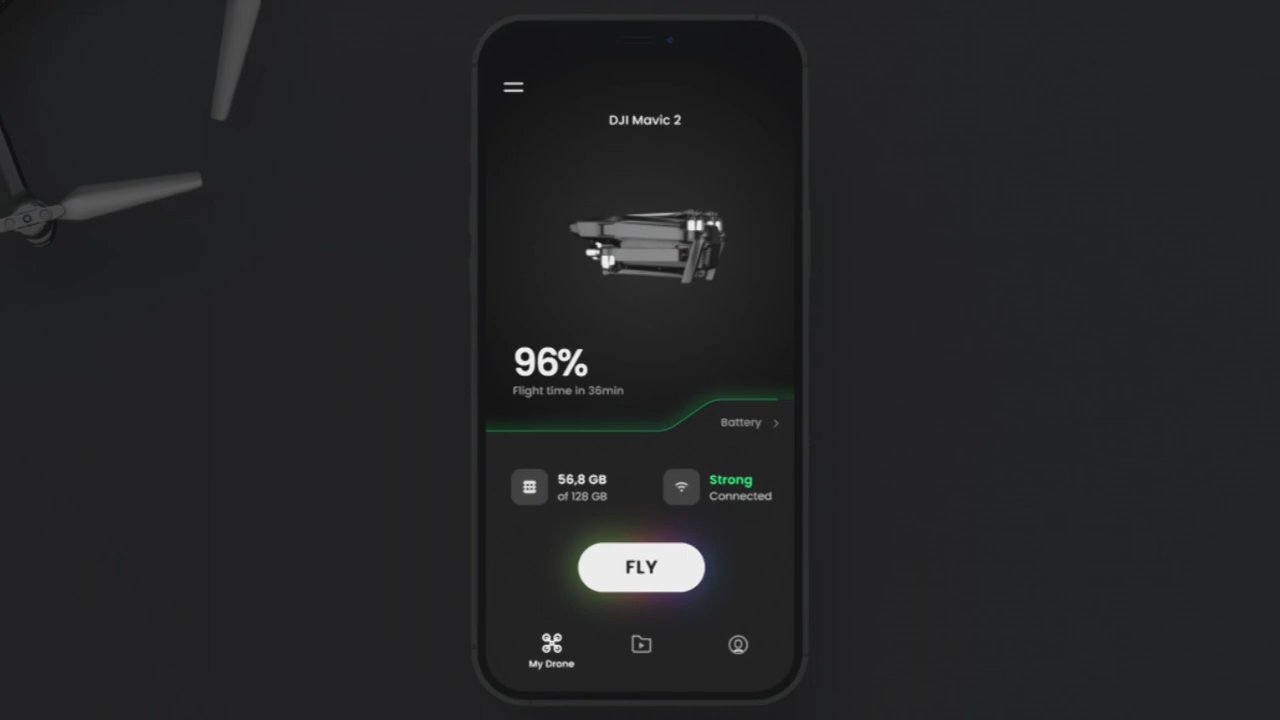 DJI Mavic 2
96%
Flight time in 36min
Battery
56,8 GB
of 128 GB
Strong
Connected
FLY
My Drone